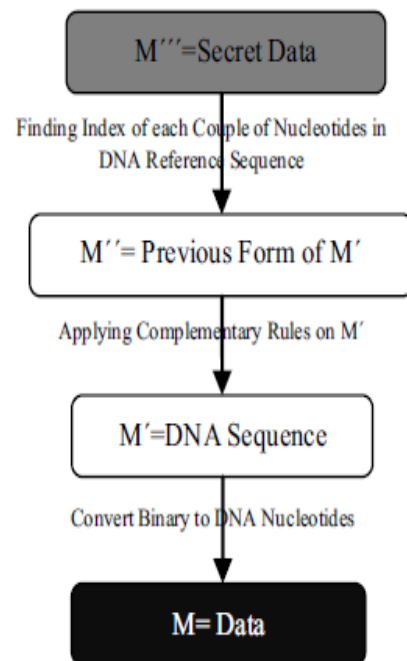 M´´´=Secret Data
Finding Index of each Couple of Nucleotides in
DNA Reference Sequence
M´´= Previous Form of M´
Applying Complementary Rules on M´
M´=DNA Sequence
Convert Binary to DNA Nucleotides
M= Data